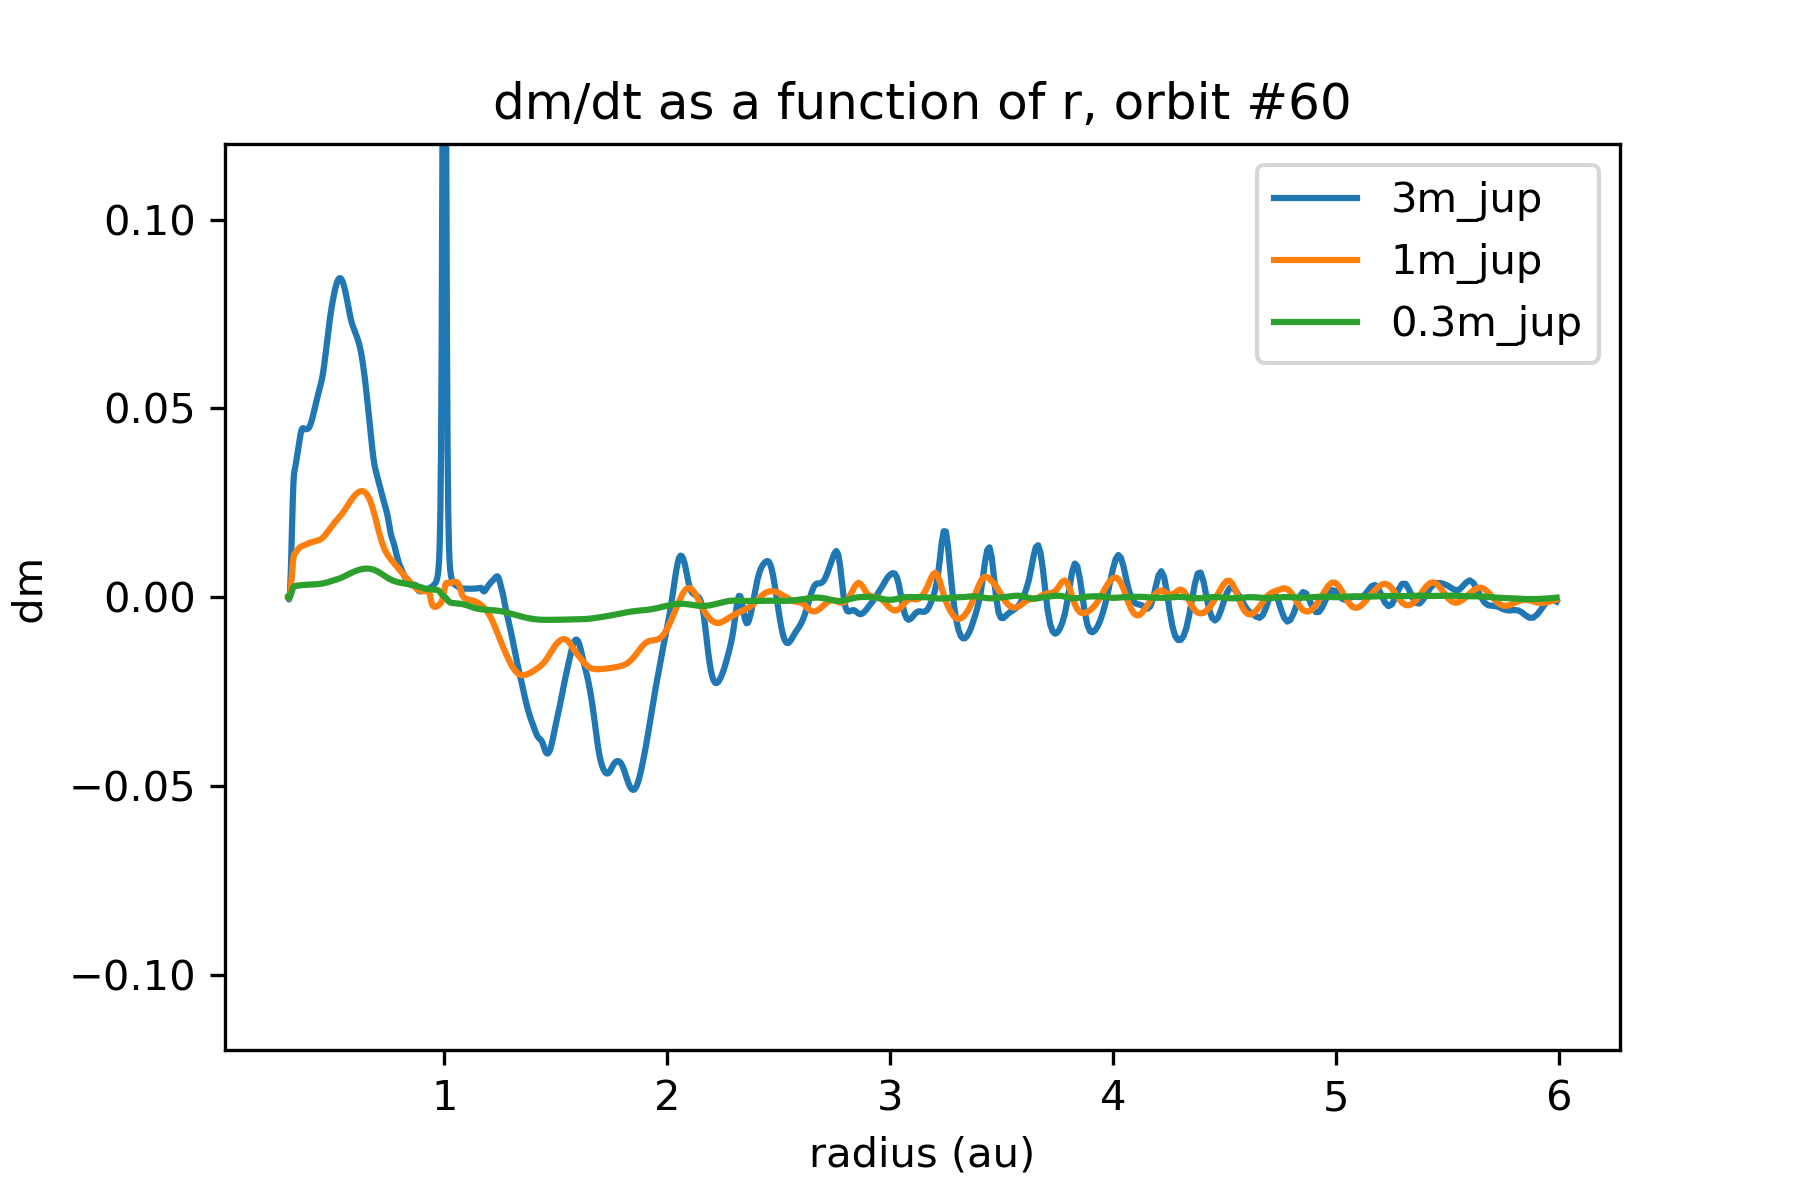 dm/dt as a function of r, orbit #60
3m_jup
1m_jup
0.3m_jup
0.10
0.05
0.00
−0.05
−0.10
dm
1 2 3 4 5 6
radius (au)